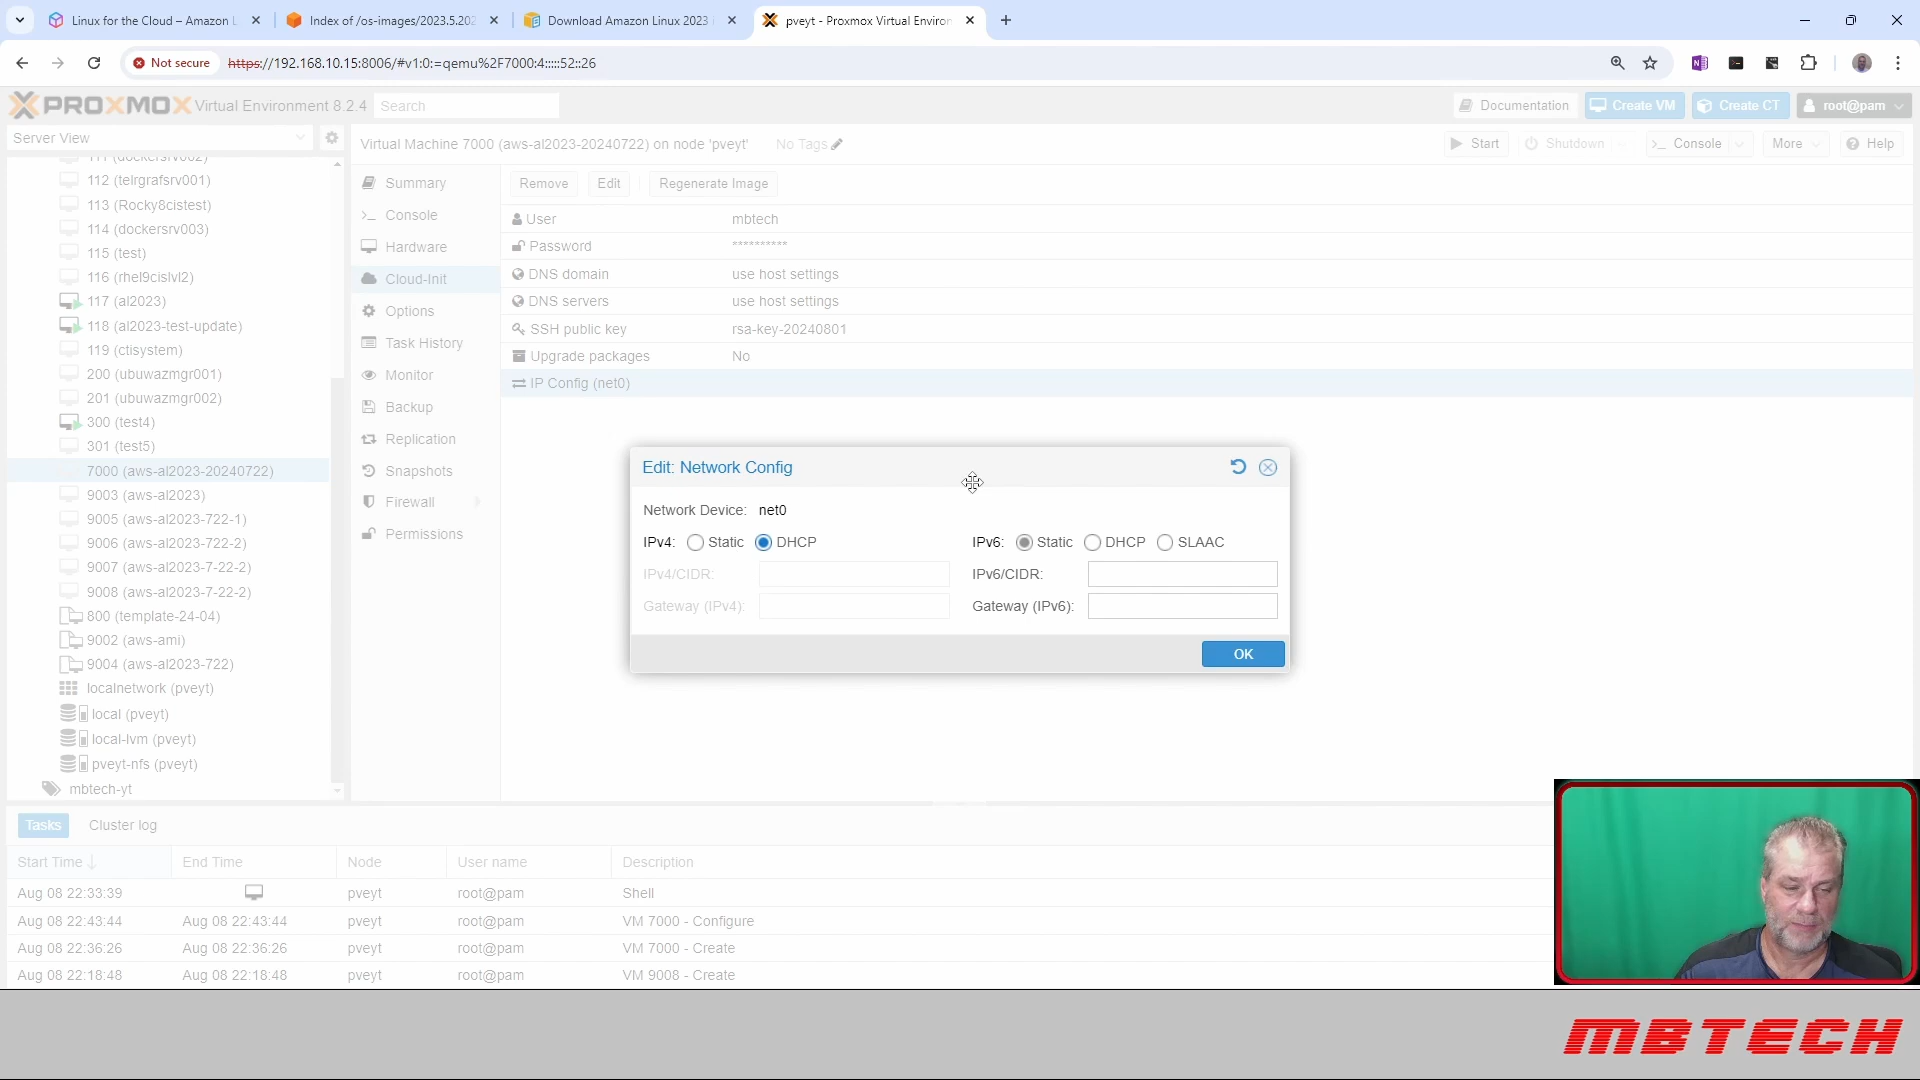 Linux for the Cloud – Amazon L
Index of /os-images/2023.5.202
Download Amazon Linux 2023
pveyt - Proxmox Virtual Environ
Not secure
https://192.168.10.15:8006/#v1:0:=qemu%2F7000:4:::::52::26
PROXMOX Virtual Environment 8.2.4
Search
Documentation
Create VM
Create CT
root@pam
Server View
Virtual Machine 7000 (aws-al2023-20240722) on node 'pveyt'
No Tags
Start
Shutdown
Console
More
Help
111 (dockersrv002)
112 (telrgrafsrv001)
113 (Rocky8cistest)
114 (dockersrv003)
115 (test)
116 (rhel9cislvl2)
117 (al2023)
118 (al2023-test-update)
119 (ctisystem)
200 (ubuwazmgr001)
201 (ubuwazmgr002)
300 (test4)
301 (test5)
7000 (aws-al2023-20240722)
9003 (aws-al2023)
9005 (aws-al2023-722-1)
9006 (aws-al2023-722-2)
9007 (aws-al2023-7-22-2)
9008 (aws-al2023-7-22-2)
800 (template-24-04)
9002 (aws-ami)
9004 (aws-al2023-722)
localnetwork (pveyt)
local (pveyt)
local-lvm (pveyt)
pveyt-nfs (pveyt)
mbtech-yt
Summary
Console
Hardware
Cloud-Init
Options
Task History
Monitor
Backup
Replication
Snapshots
Firewall
Permissions
Remove
Edit
Regenerate Image
User mbtech
Password **********
DNS domain use host settings
DNS servers use host settings
SSH public key rsa-key-20240801
Upgrade packages No
IP Config (net0)
Edit: Network Config
Network Device: net0
IPv4: Static DHCP
IPv6: Static DHCP SLAAC
IPv4/CIDR:
IPv6/CIDR:
Gateway (IPv4):
Gateway (IPv6):
OK
Tasks
Cluster log
Start Time End Time Node User name Description
Aug 08 22:33:39 pveyt root@pam Shell
Aug 08 22:43:44 Aug 08 22:43:44 pveyt root@pam VM 7000 - Configure
Aug 08 22:36:26 Aug 08 22:36:26 pveyt root@pam VM 7000 - Create
Aug 08 22:18:48 Aug 08 22:18:48 pveyt root@pam VM 9008 - Create
MBTECH